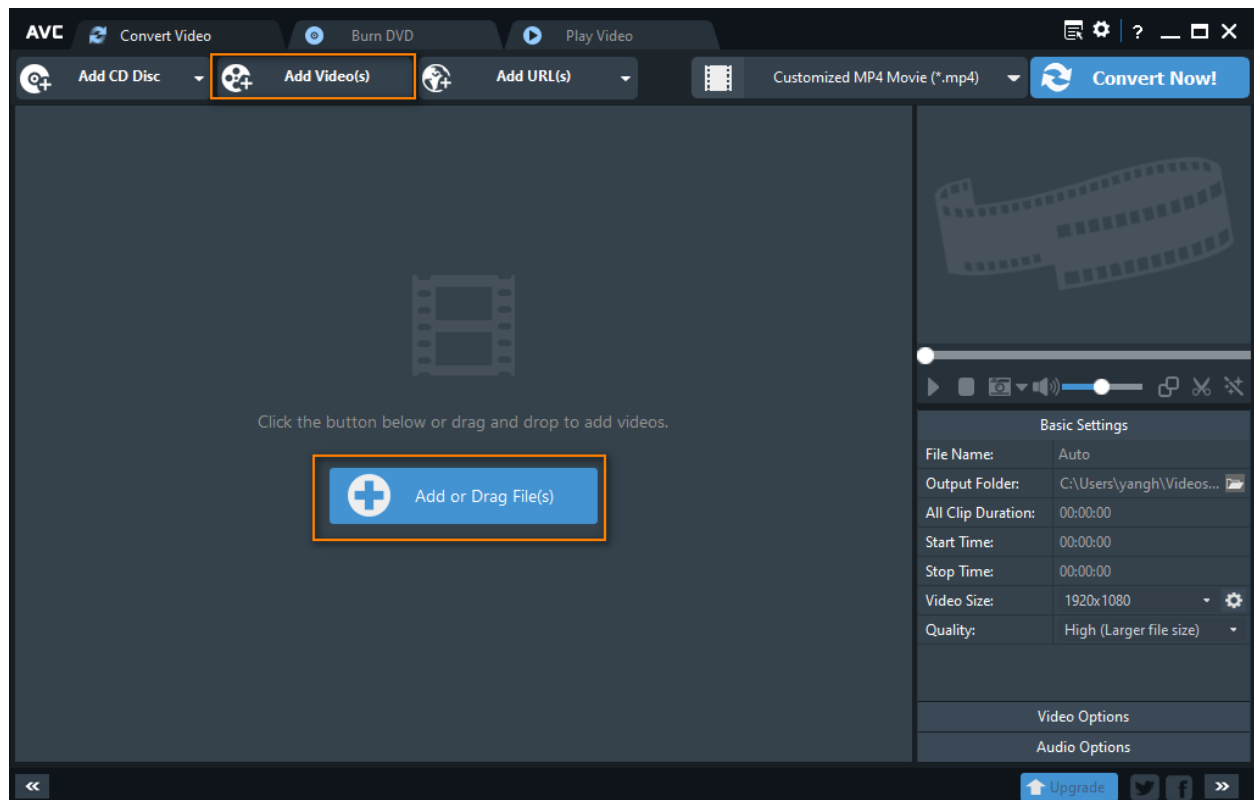 AVC Convert Video Burn DVD Play Video ?
Add CD Disc Add Video(s) Add URL(s) Customized MP4 Movie (*.mp4) Convert Now!
Click the button below or drag and drop to add videos.
Add or Drag File(s)
Basic Settings
File Name: Auto
Output Folder: C:\Users\yangh\Videos...
All Clip Duration: 00:00:00
Start Time: 00:00:00
Stop Time: 00:00:00
Video Size: 1920x1080
Quality: High (Larger file size)
Video Options
Audio Options
Upgrade